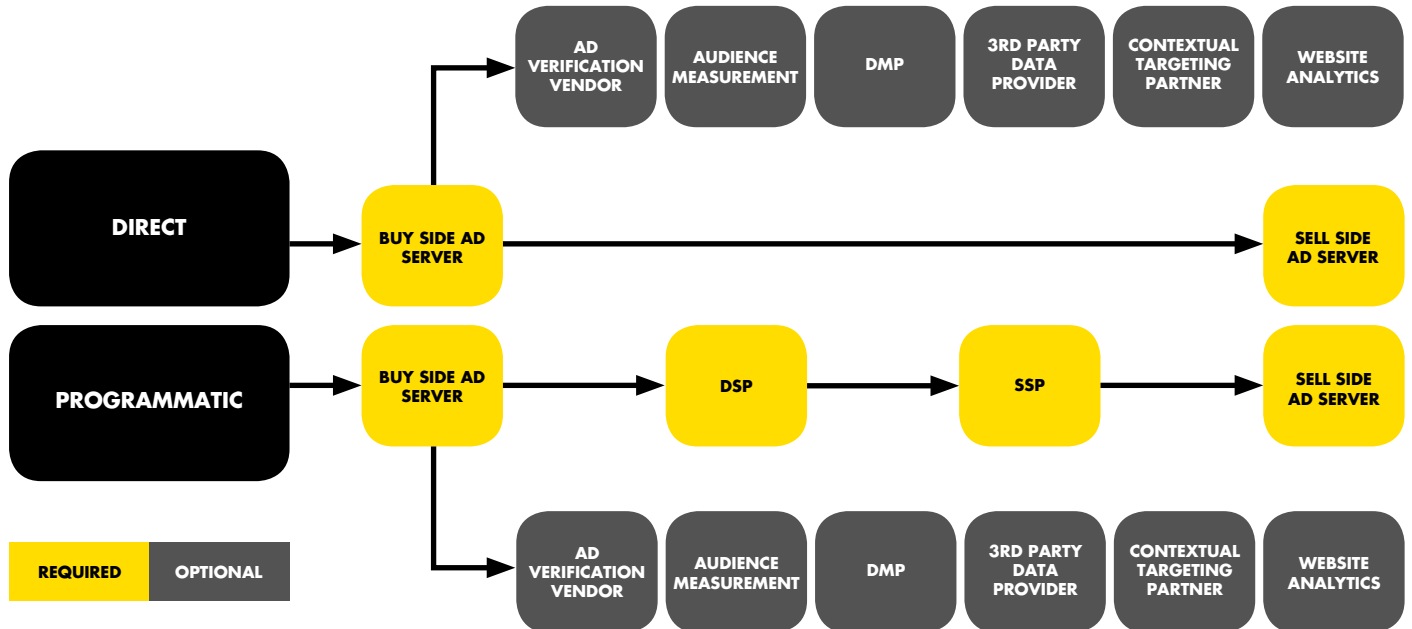 AD
VERIFICATION
VENDOR
AUDIENCE
MEASUREMENT
DMP
3RD PARTY
DATA
PROVIDER
CONTEXTUAL
TARGETING
PARTNER
WEBSITE
ANALYTICS
DIRECT
BUY SIDE AD
SERVER
SELL SIDE
AD SERVER
PROGRAMMATIC
BUY SIDE AD
SERVER
DSP
SSP
SELL SIDE
AD SERVER
REQUIRED
OPTIONAL
AD
VERIFICATION
VENDOR
AUDIENCE
MEASUREMENT
DMP
3RD PARTY
DATA
PROVIDER
CONTEXTUAL
TARGETING
PARTNER
WEBSITE
ANALYTICS